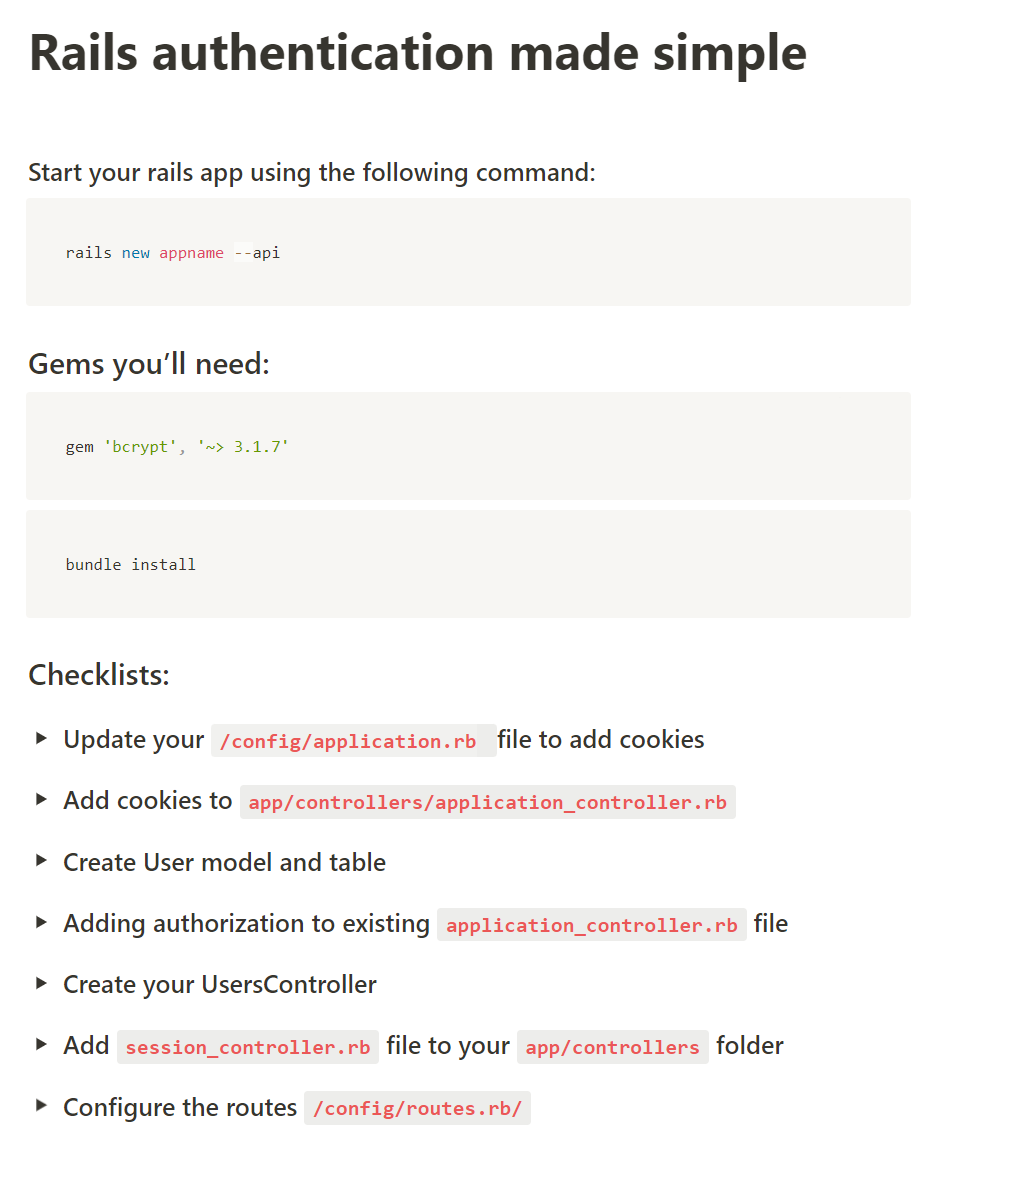 Rails authentication made simple
Start your rails app using the following command:
rails new appname --api
Gems you’ll need:
gem 'bcrypt', '~> 3.1.7'
bundle install
Checklists:
Update your /config/application.rb file to add cookies
Add cookies to app/controllers/application_controller.rb
Create User model and table
Adding authorization to existing application_controller.rb file
Create your UsersController
Add session_controller.rb file to your app/controllers folder
Configure the routes /config/routes.rb/